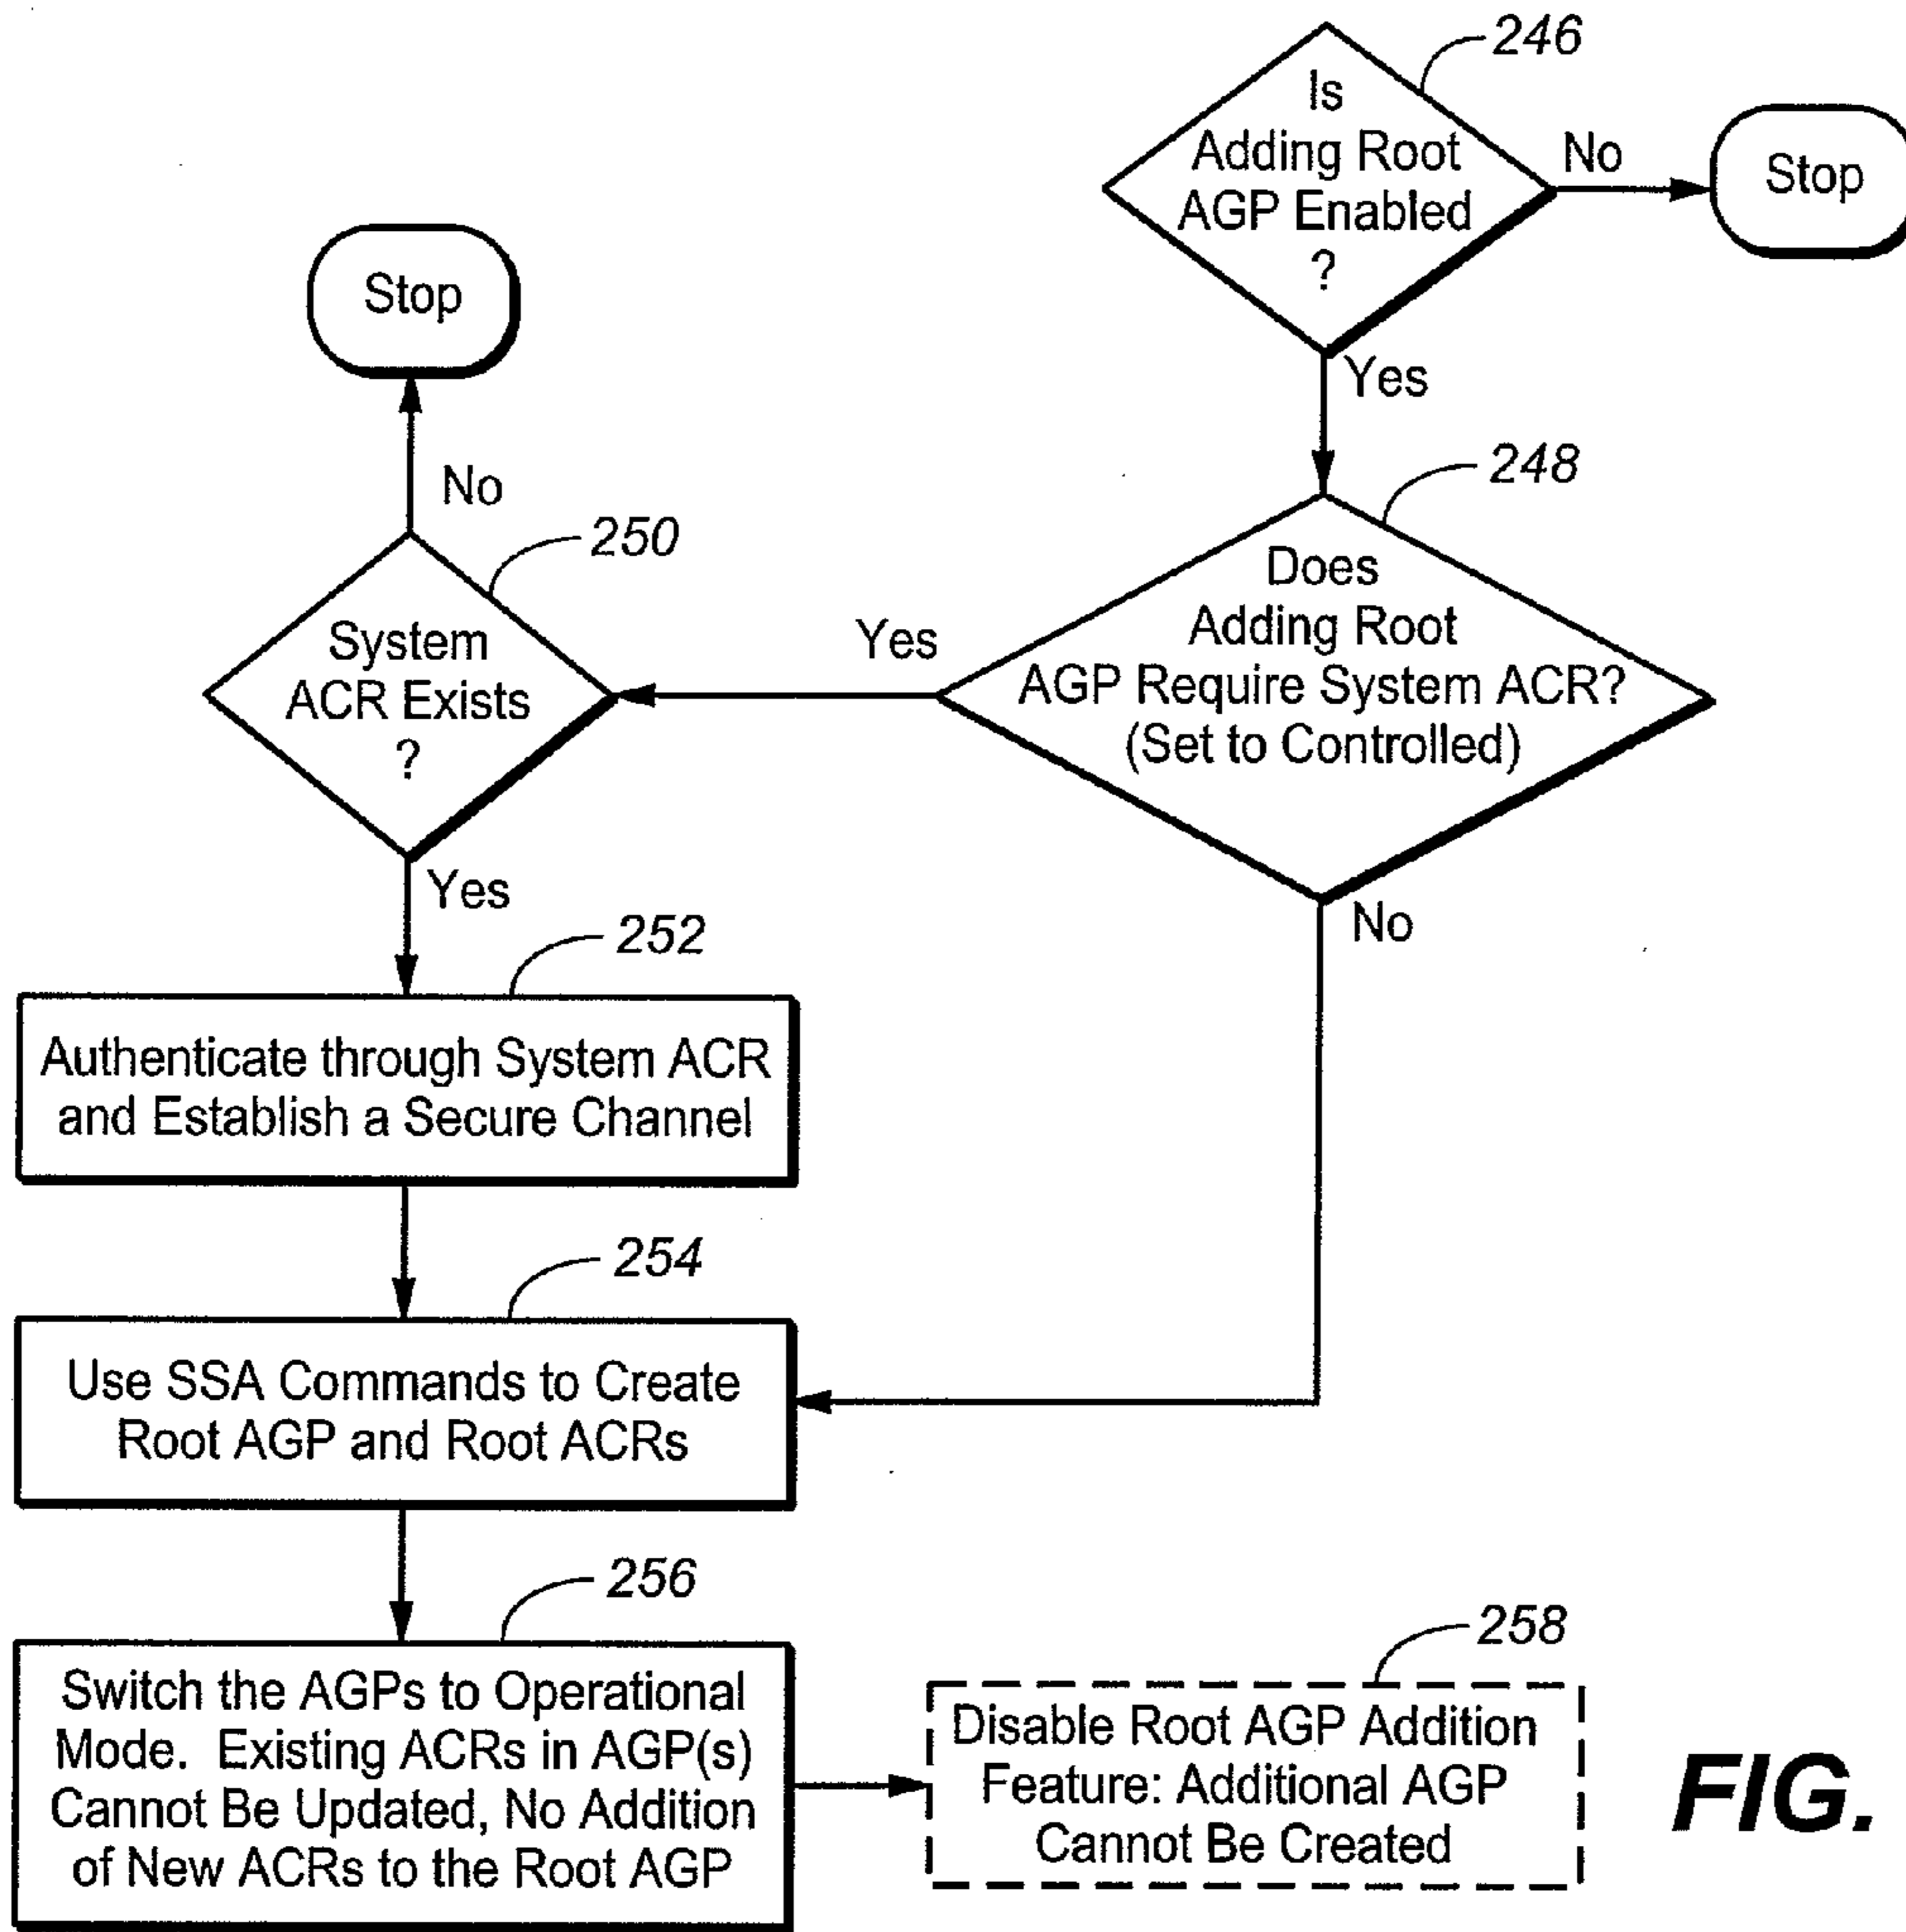 246
Is
Adding Root
AGP Enabled
?
No
Stop
Yes
Stop
No
248
Does
Adding Root
AGP Require System ACR?
(Set to Controlled)
Yes
No
250
System
ACR Exists
?
Yes
252
Authenticate through System ACR
and Establish a Secure Channel
254
Use SSA Commands to Create
Root AGP and Root ACRs
256
Switch the AGPs to Operational
Mode. Existing ACRs in AGP(s)
Cannot Be Updated, No Addition
of New ACRs to the Root AGP
258
Disable Root AGP Addition
Feature: Additional AGP
Cannot Be Created
FIG.